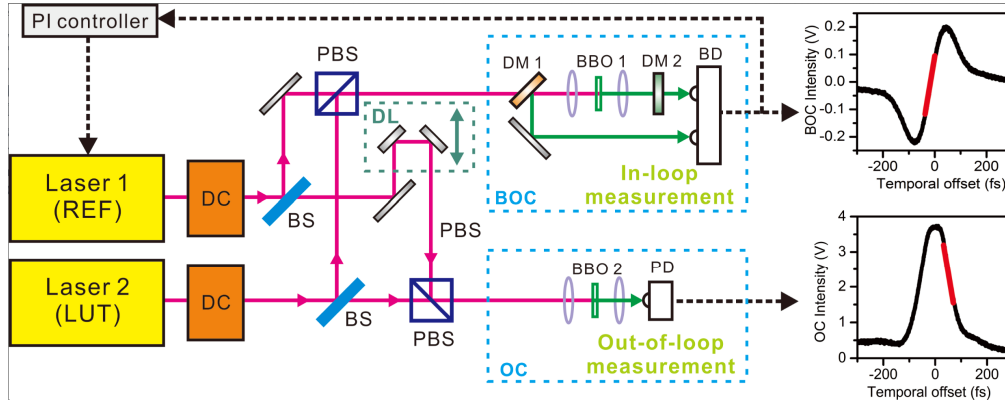 PI controller
PBS
DM 1
BBO 1
DM 2
BD
DL
Laser 1
(REF)
DC
BS
In-loop
measurement
BOC
PBS
Laser 2
(LUT)
DC
BS
PBS
BBO 2
PD
Out-of-loop
measurement
OC
BOC Intensity (V)
0.2
0.1
0.0
-0.1
-0.2
-200
0
200
Temporal offset (fs)
OC Intensity (V)
4
3
2
1
0
-200
0
200
Temporal offset (fs)